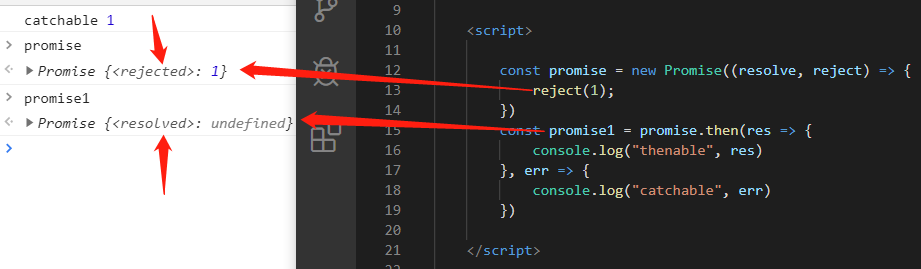 catchable 1
> promise
<· ▶ Promise {<rejected>: 1}
> promise1
<· ▶ Promise {<resolved>: undefined}
>
9
10 <script>
11
12 const promise = new Promise((resolve, reject) => {
13 reject(1);
14 })
15 const promise1 = promise.then(res => {
16 console.log("thenable", res)
17 }, err => {
18 console.log("catchable", err)
19 })
20
21 </script>
22